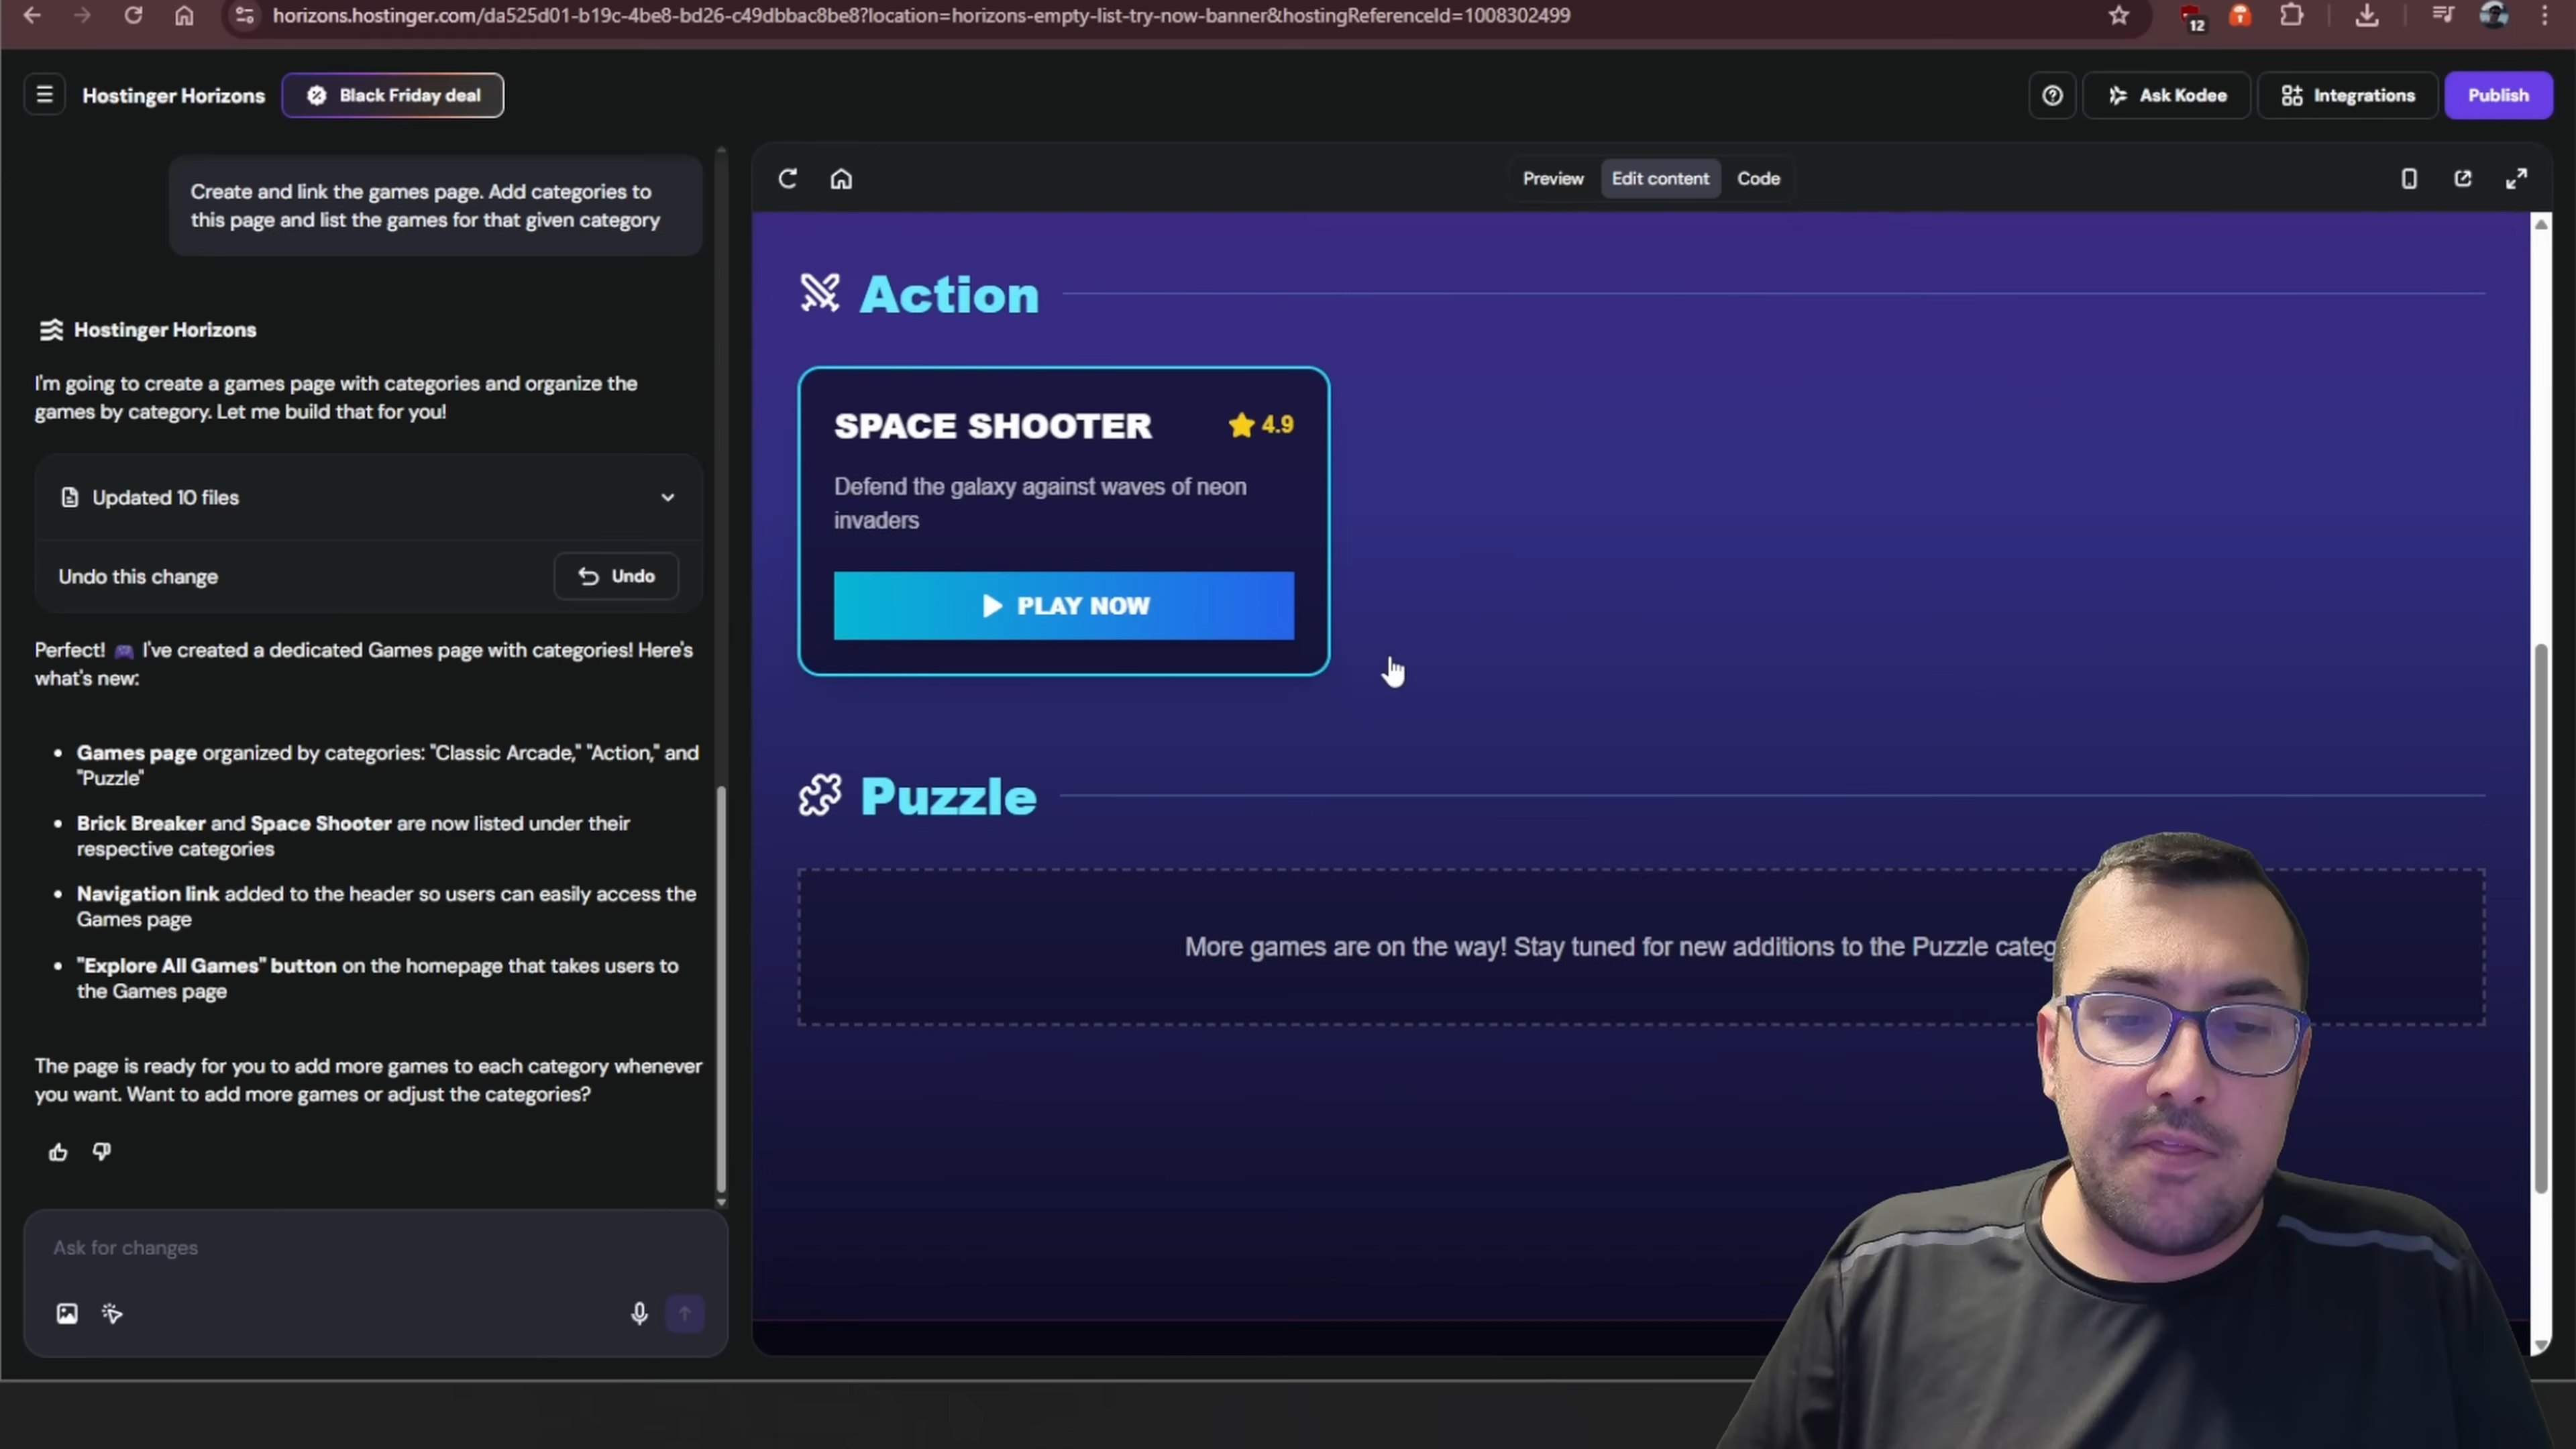 horizons.hostinger.com/da525d01-b19c-4be8-bd26-c49dbbac8be8?location=horizons-empty-list-try-now-banner&hostingReferenceId=1008302499
12
Hostinger Horizons
Black Friday deal
Ask Kodee
Integrations
Publish
Create and link the games page. Add categories to
this page and list the games for that given category
Hostinger Horizons
I'm going to create a games page with categories and organize the
games by category. Let me build that for you!
Updated 10 files
Undo this change
Undo
Perfect! 🎮 I've created a dedicated Games page with categories! Here's
what's new:
• Games page organized by categories: "Classic Arcade," "Action," and
"Puzzle"
• Brick Breaker and Space Shooter are now listed under their
respective categories
• Navigation link added to the header so users can easily access the
Games page
• "Explore All Games" button on the homepage that takes users to
the Games page
The page is ready for you to add more games to each category whenever
you want. Want to add more games or adjust the categories?
Ask for changes
Preview
Edit content
Code
Action
SPACE SHOOTER
4.9
Defend the galaxy against waves of neon
invaders
PLAY NOW
Puzzle
More games are on the way! Stay tuned for new additions to the Puzzle categ